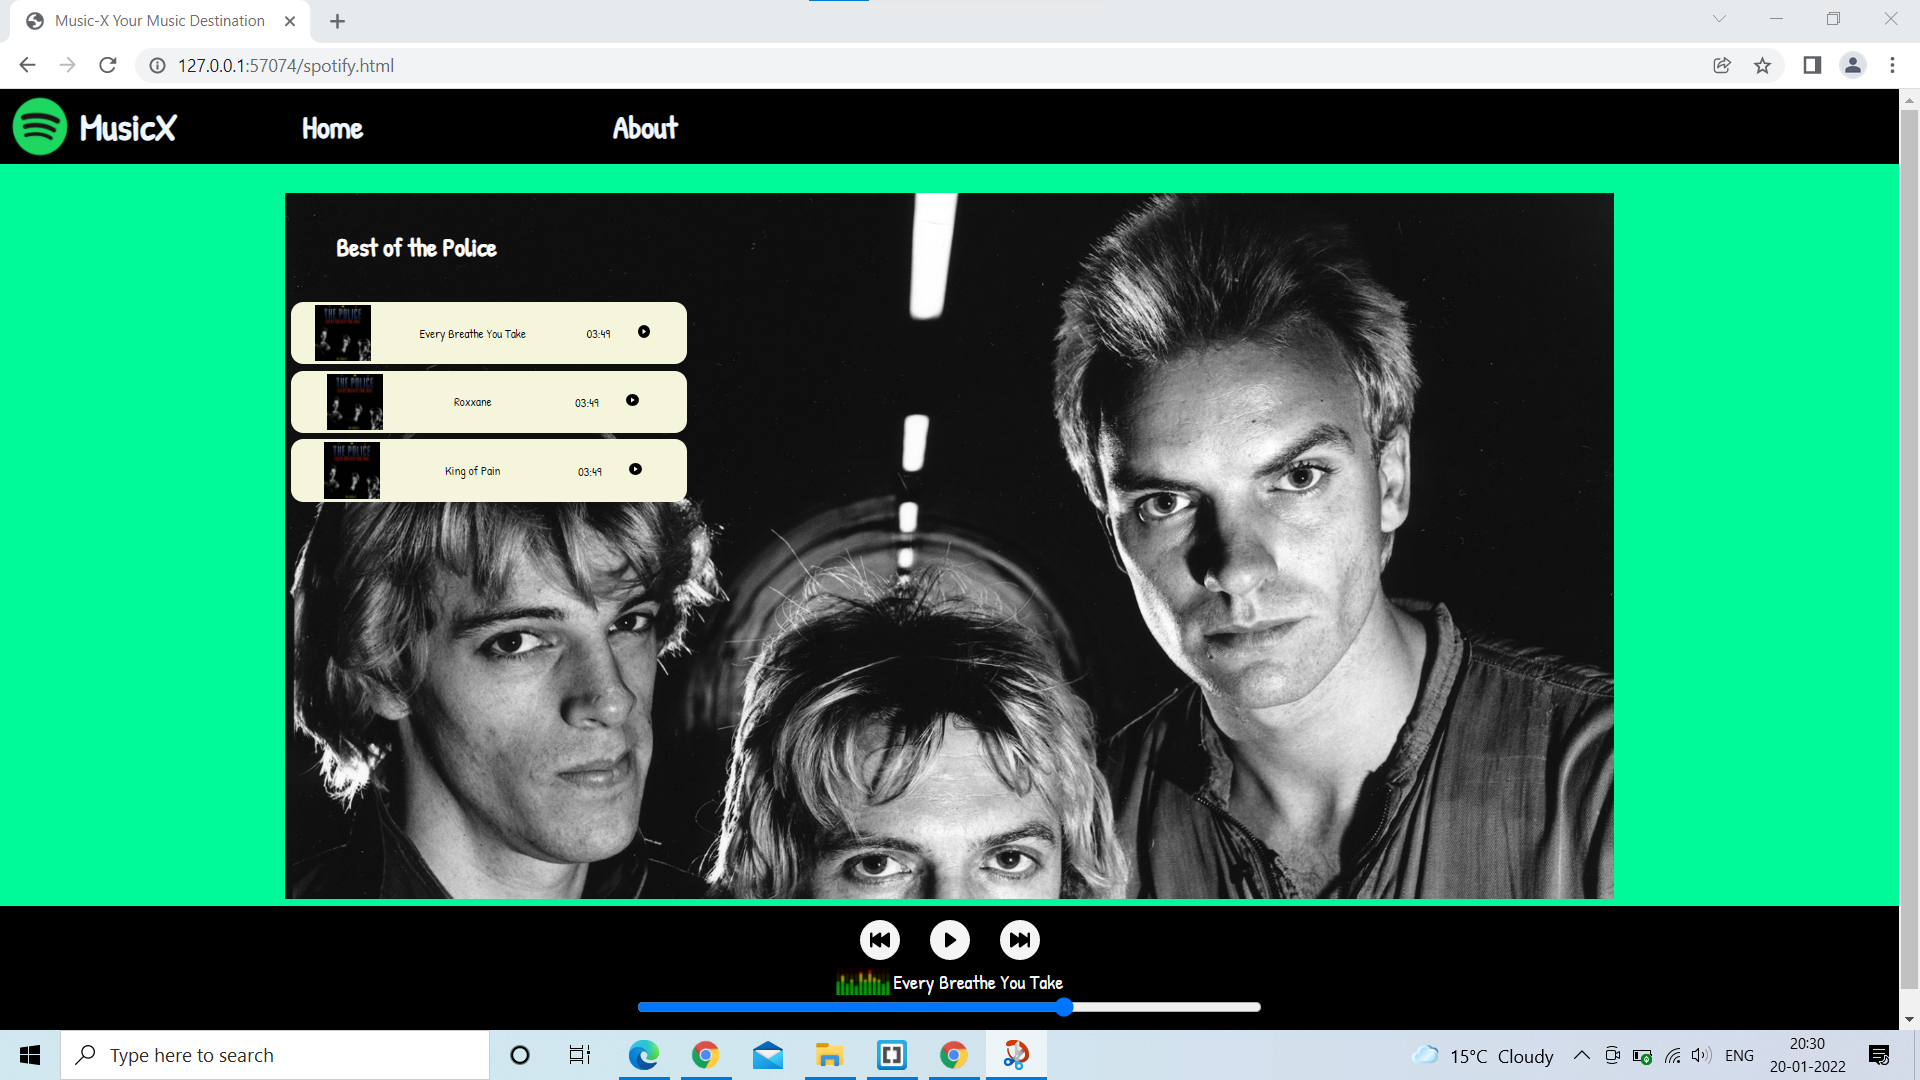 Music-X Your Music Destination
127.0.0.1:57074/spotify.html
MusicX Home About
Best of the Police
THE POLICE
Every Breathe You Take 03:49
THE POLICE
Roxxane 03:49
THE POLICE
King of Pain 03:49
Every Breathe You Take
Type here to search
15°C Cloudy
ENG
20:30
20-01-2022